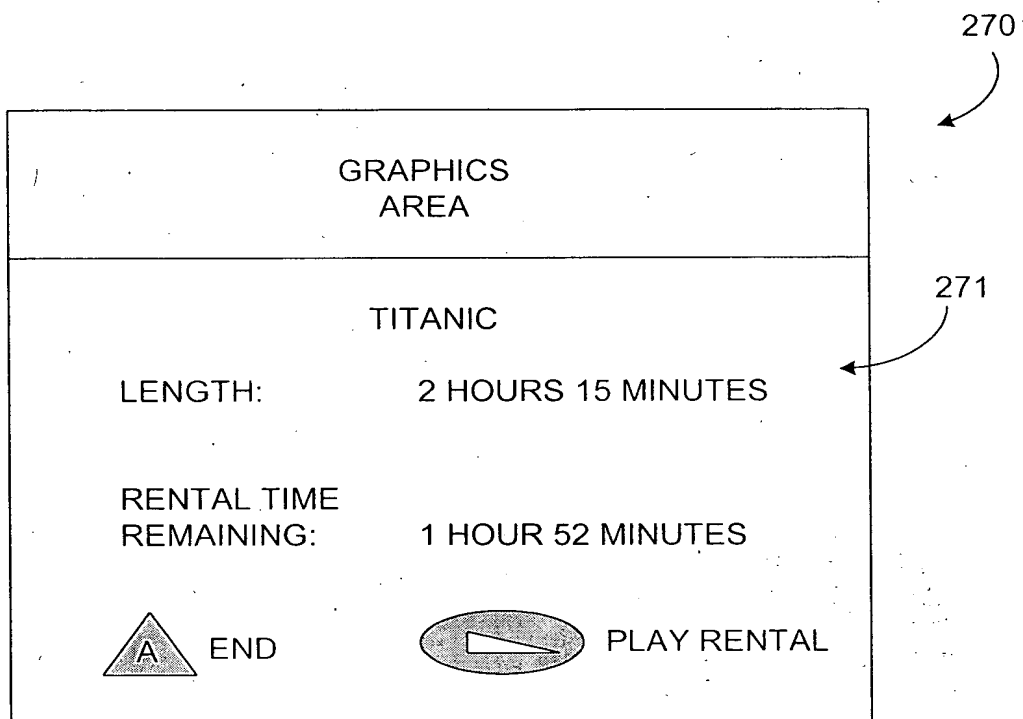 270
GRAPHICS
AREA
271
TITANIC
LENGTH: 2 HOURS 15 MINUTES
RENTAL TIME
REMAINING: 1 HOUR 52 MINUTES
A END PLAY RENTAL